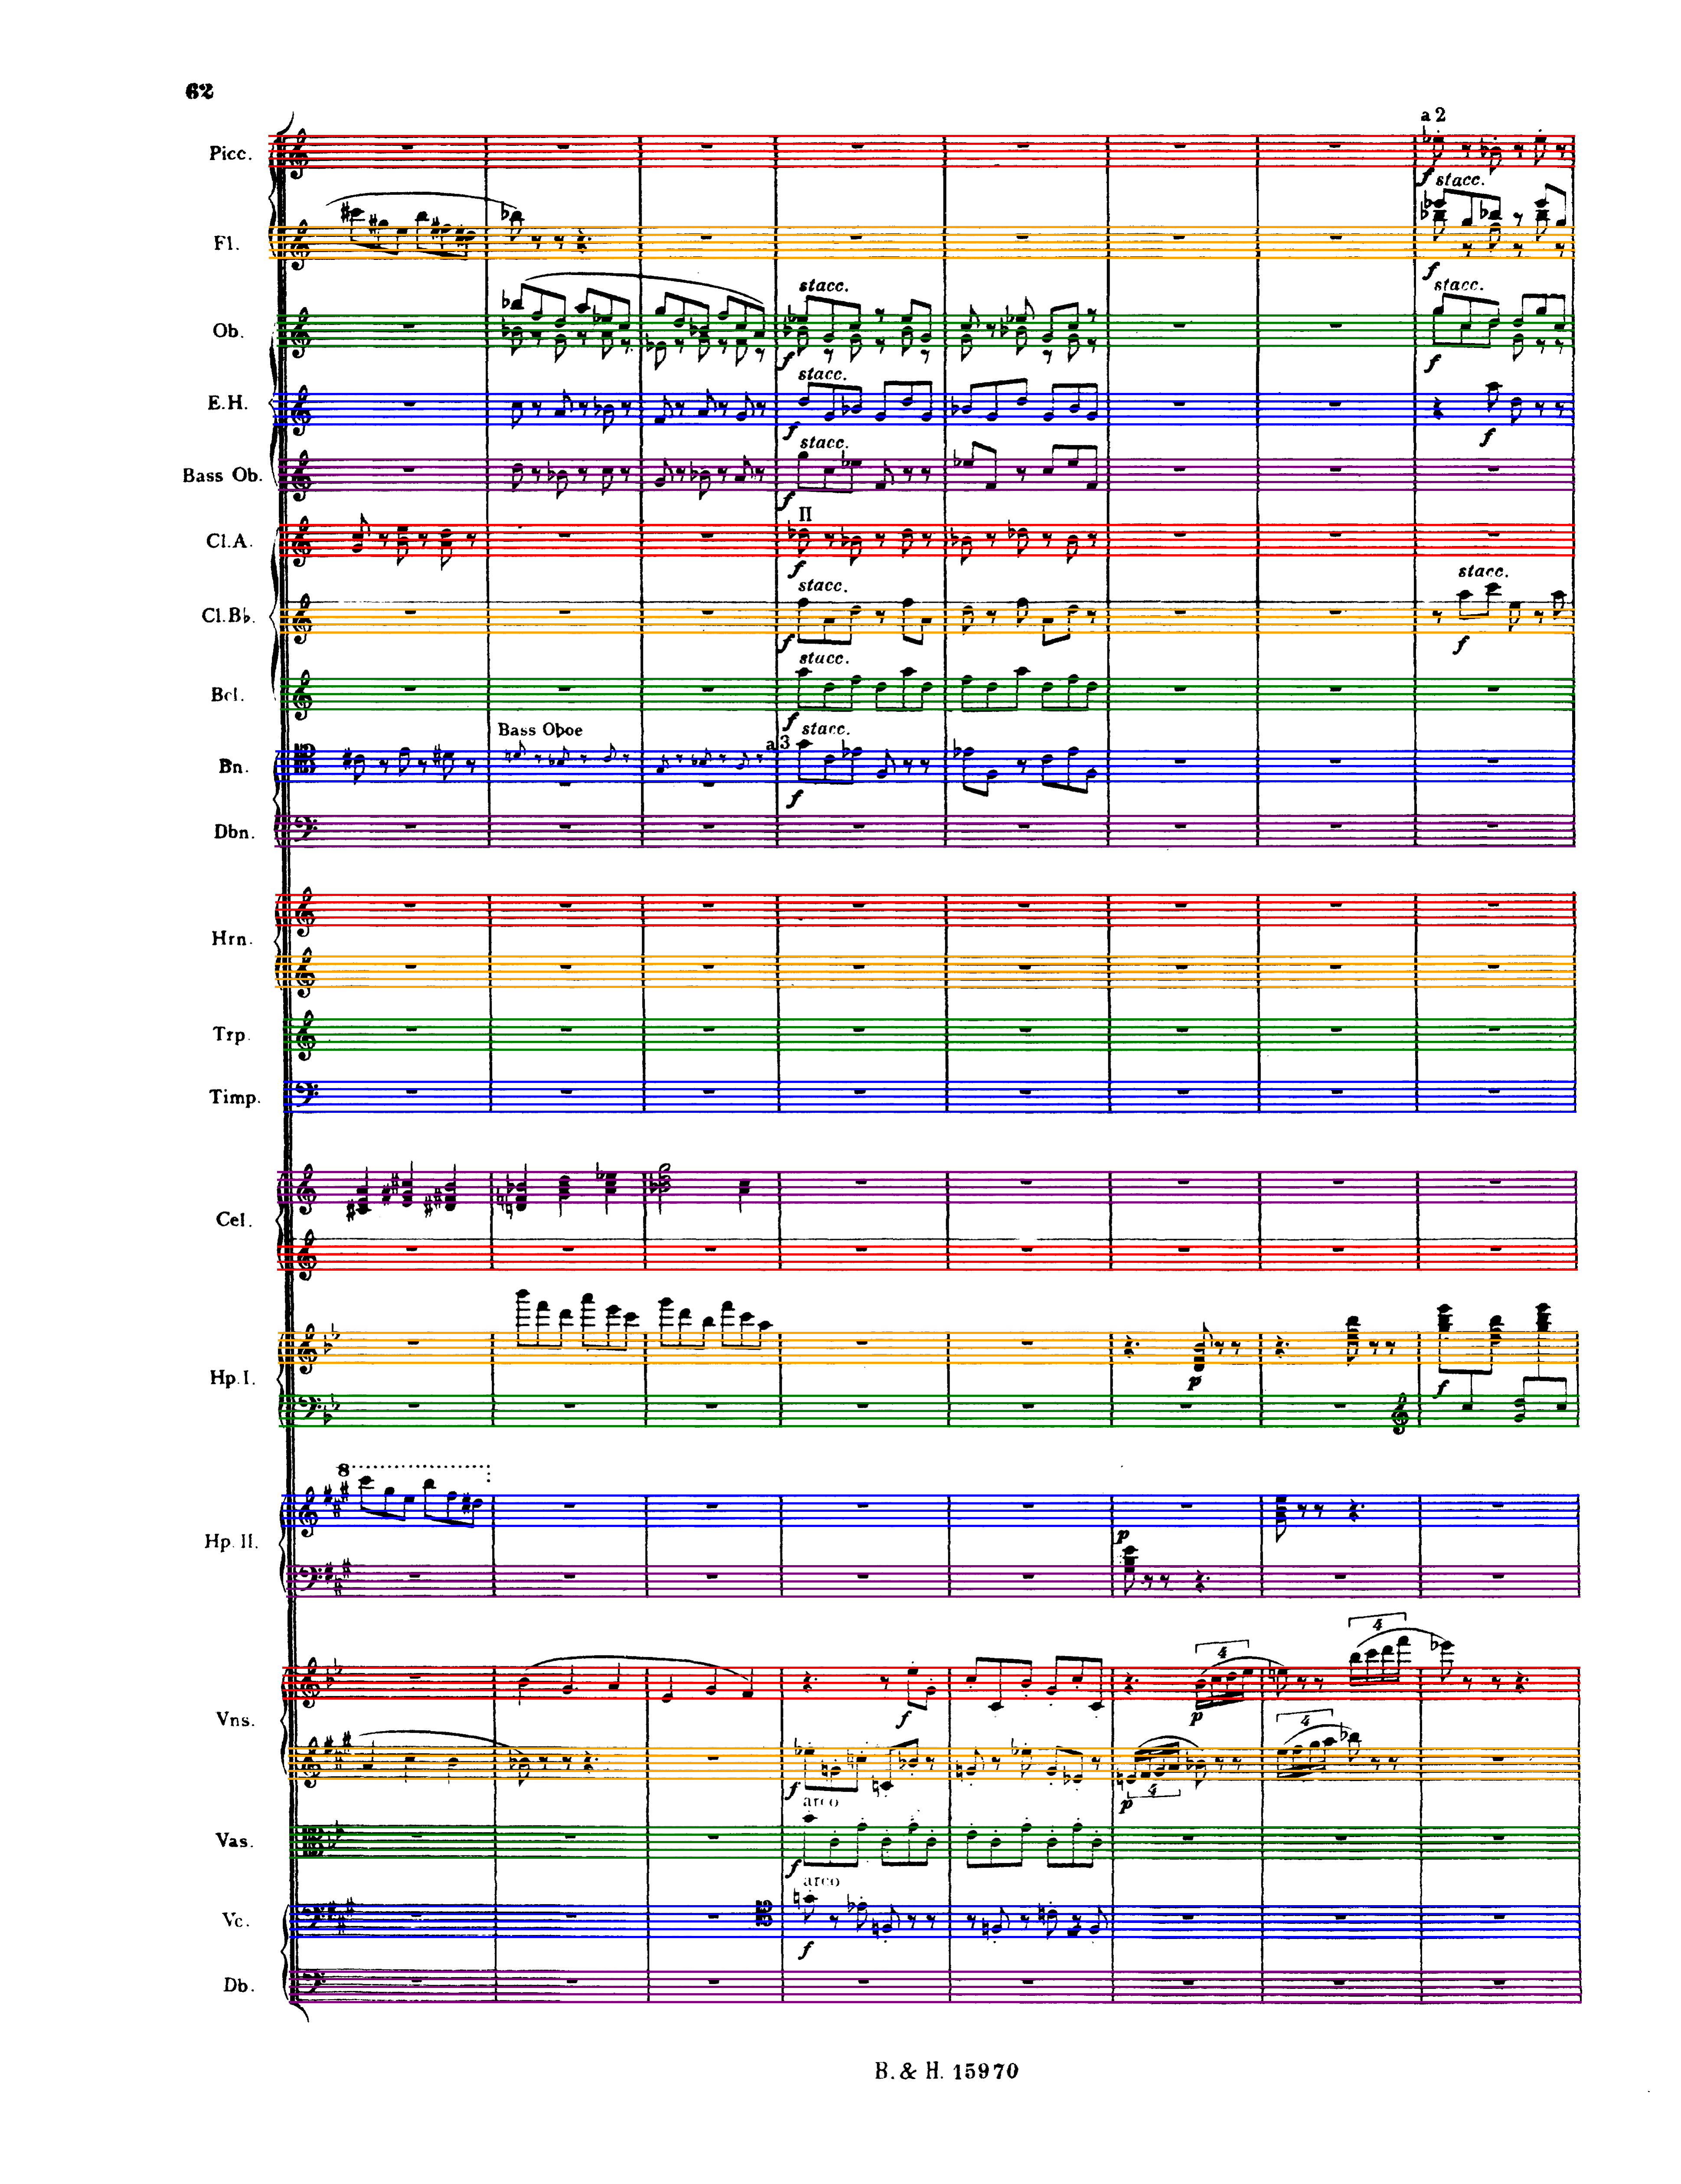 62
a 2
Picc.
f stacc.
Fl.
f
stacc.
stacc.
Ob.
f
f
stacc.
E.H.
f
f
stacc.
Bass Ob.
f
II
Cl.A.
f
stacc.
stacc.
Cl.B♭.
f
f
stacc.
Bcl.
f
Bass Oboe
stacc.
a 3
Bn.
f
Dbn.
Hrn.
Trp.
Timp.
Cel.
Hp. I.
p
f
8
Hp. II.
p
4
4
Vns.
f
p
4
f
p
4
arco
Vas.
f
arco
Vc.
f
Db.
B. & H. 15970